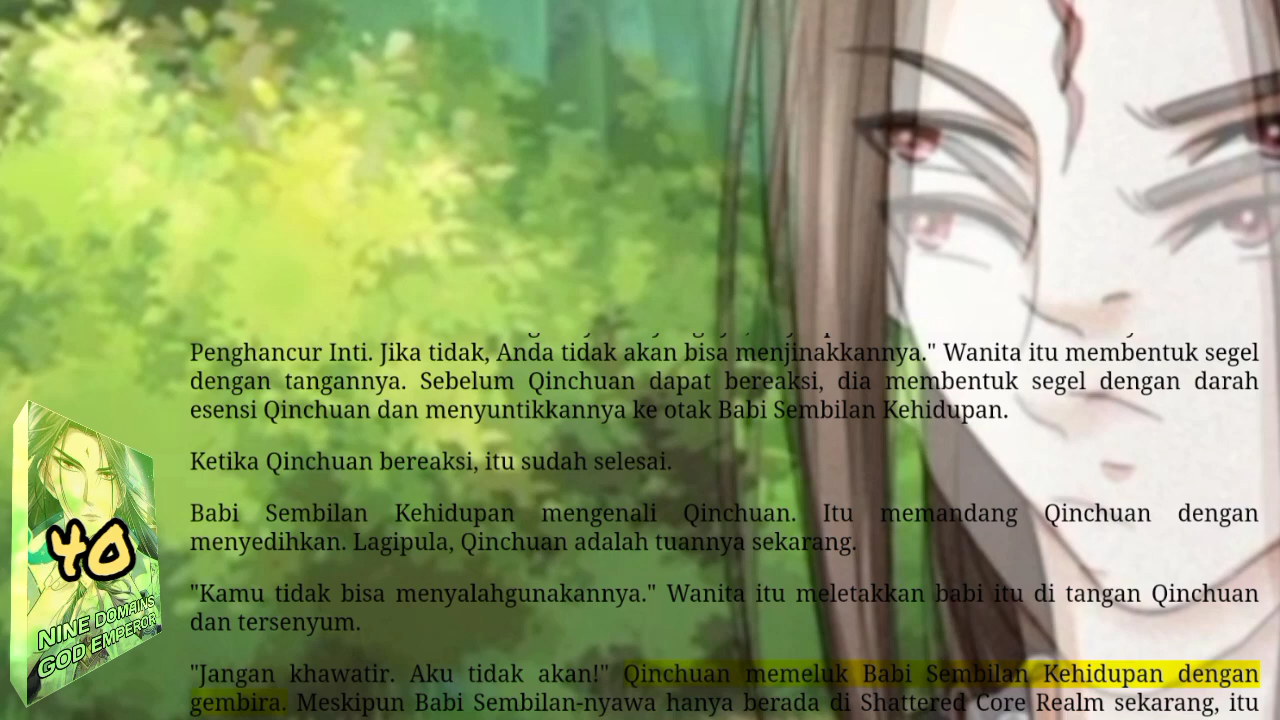 Penghancur Inti. Jika tidak, Anda tidak akan bisa menjinakkannya." Wanita itu membentuk segel
dengan tangannya. Sebelum Qinchuan dapat bereaksi, dia membentuk segel dengan darah
esensi Qinchuan dan menyuntikkannya ke otak Babi Sembilan Kehidupan.
Ketika Qinchuan bereaksi, itu sudah selesai.
Babi Sembilan Kehidupan mengenali Qinchuan. Itu memandang Qinchuan dengan
menyedihkan. Lagipula, Qinchuan adalah tuannya sekarang.
"Kamu tidak bisa menyalahgunakannya." Wanita itu meletakkan babi itu di tangan Qinchuan
dan tersenyum.
"Jangan khawatir. Aku tidak akan!" Qinchuan memeluk Babi Sembilan Kehidupan dengan
gembira. Meskipun Babi Sembilan-nyawa hanya berada di Shattered Core Realm sekarang, itu
40
NINE DOMAINS
GOD EMPEROR